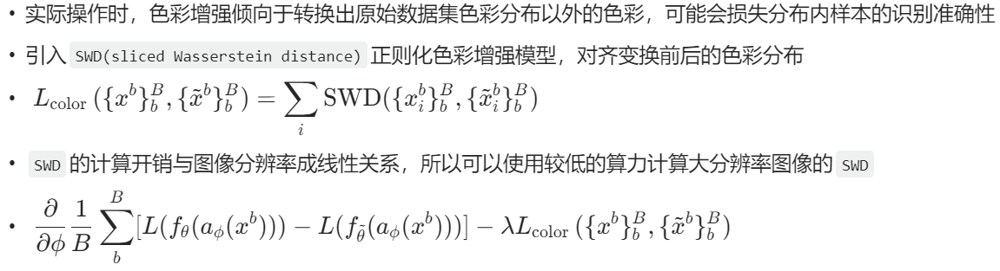 • 实际操作时，色彩增强倾向于转换出原始数据集色彩分布以外的色彩，可能会损失分布内样本的识别准确性
• 引入 SWD(sliced Wasserstein distance) 正则化色彩增强模型，对齐变换前后的色彩分布
• $L_{\text{color}}(\{x^b\}_b^B, \{\tilde{x}^b\}_b^B) = \sum_i \text{SWD}(\{x_i^b\}_b^B, \{\tilde{x}_i^b\}_b^B)$
• SWD 的计算开销与图像分辨率成线性关系，所以可以使用较低的算力计算大分辨率图像的 SWD
• $\frac{\partial}{\partial \phi} \frac{1}{B} \sum_b^B [L(f_\theta(a_\phi(x^b))) - L(f_{\tilde{\theta}}(a_\phi(x^b)))] - \lambda L_{\text{color}}(\{x^b\}_b^B, \{\tilde{x}^b\}_b^B)$